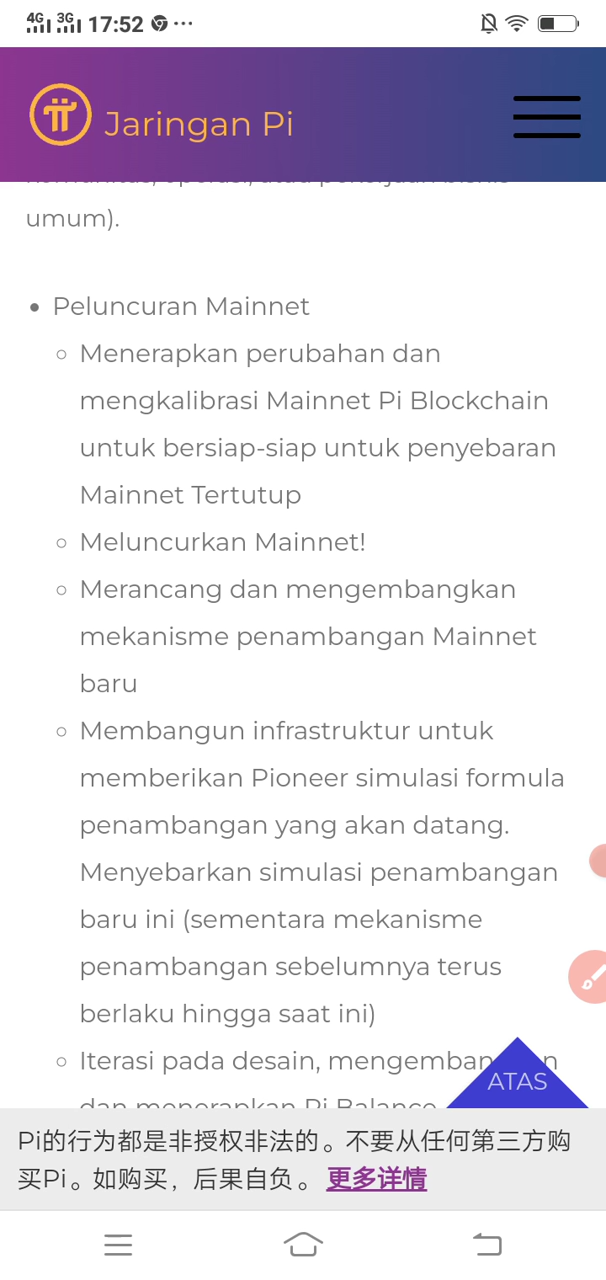 4G 3G 17:52 ...
Jaringan Pi
umum).
• Peluncuran Mainnet
○ Menerapkan perubahan dan
mengkalibrasi Mainnet Pi Blockchain
untuk bersiap-siap untuk penyebaran
Mainnet Tertutup
○ Meluncurkan Mainnet!
○ Merancang dan mengembangkan
mekanisme penambangan Mainnet
baru
○ Membangun infrastruktur untuk
memberikan Pioneer simulasi formula
penambangan yang akan datang.
Menyebarkan simulasi penambangan
baru ini (sementara mekanisme
penambangan sebelumnya terus
berlaku hingga saat ini)
○ Iterasi pada desain,
ATAS
dan menerapkan Pi Balance
Pi的行为都是非授权非法的。不要从任何第三方购
买Pi。如购买，后果自负。更多详情